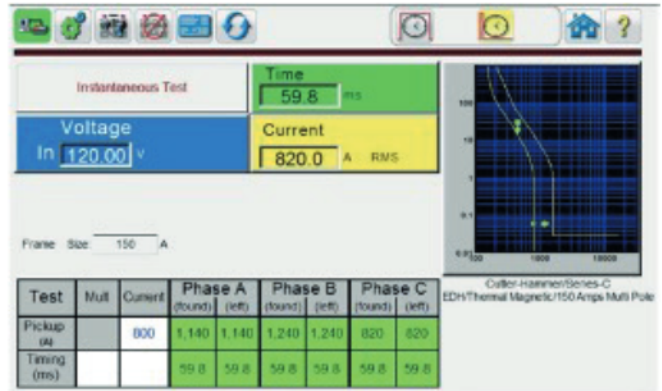 ?
Instantaneous Test
Time
59.8 ms
Voltage
In 120.00 v
Current
820.0 A RMS
Frame Size: 150 A
100
10
1
0.1
0.01
100 1000 10000
Cutler-Hammer/Series-C
EDH/Thermal Magnetic/150 Amps Multi Pole
Test Mult Current Phase A Phase B Phase C
(found) (left) (found) (left) (found) (left)
Pickup (A) 800 1,140 1,140 1,240 1,240 820 820
Timing (ms) 59.8 59.8 59.8 59.8 59.8 59.8